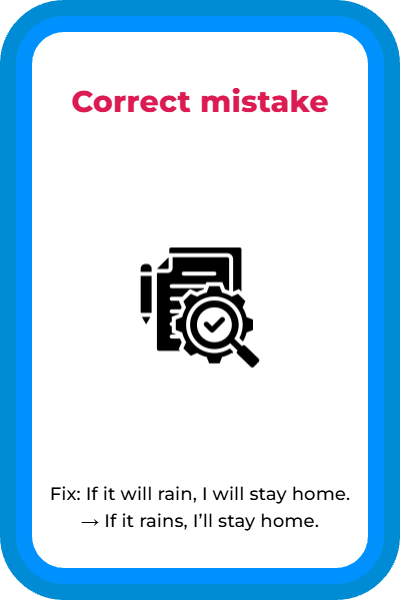 Correct mistake
Fix: If it will rain, I will stay home.
→ If it rains, I’ll stay home.